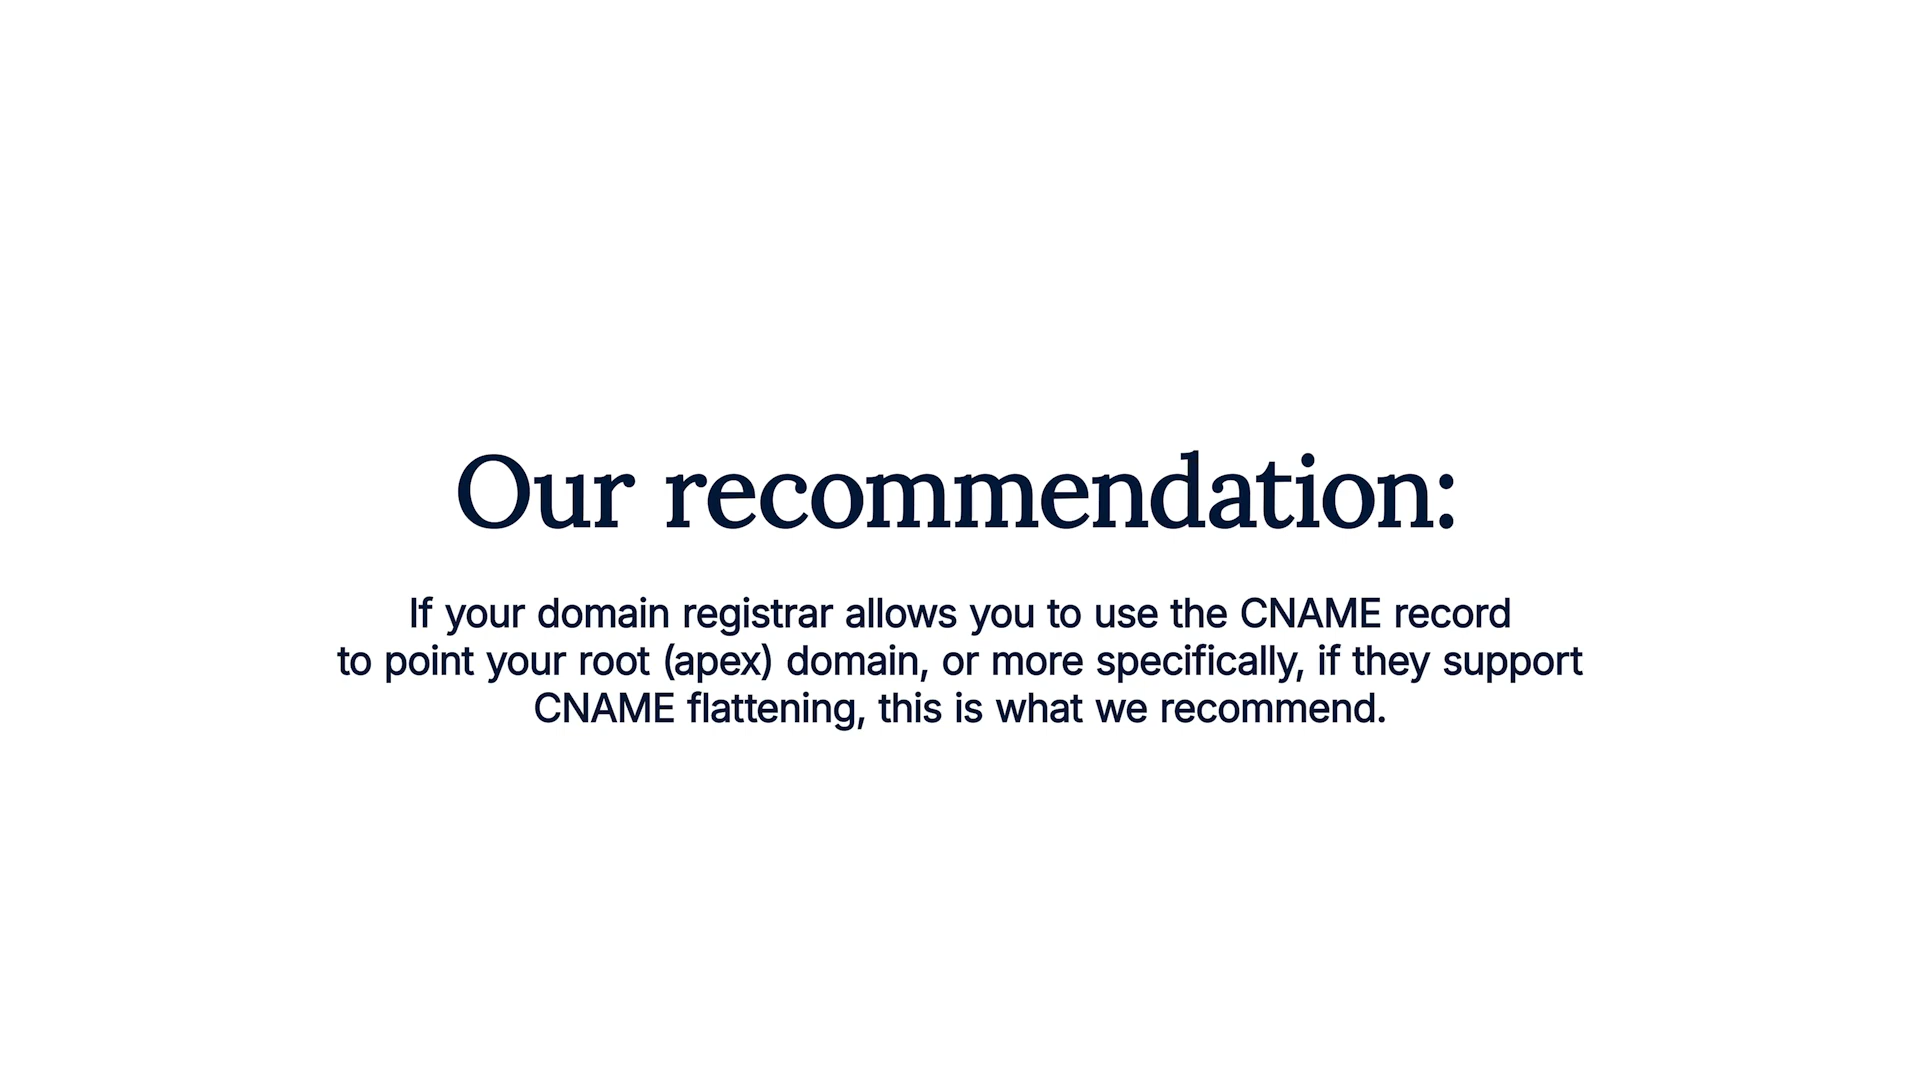 Our recommendation:
If your domain registrar allows you to use the CNAME record
to point your root (apex) domain, or more specifically, if they support
CNAME flattening, this is what we recommend.